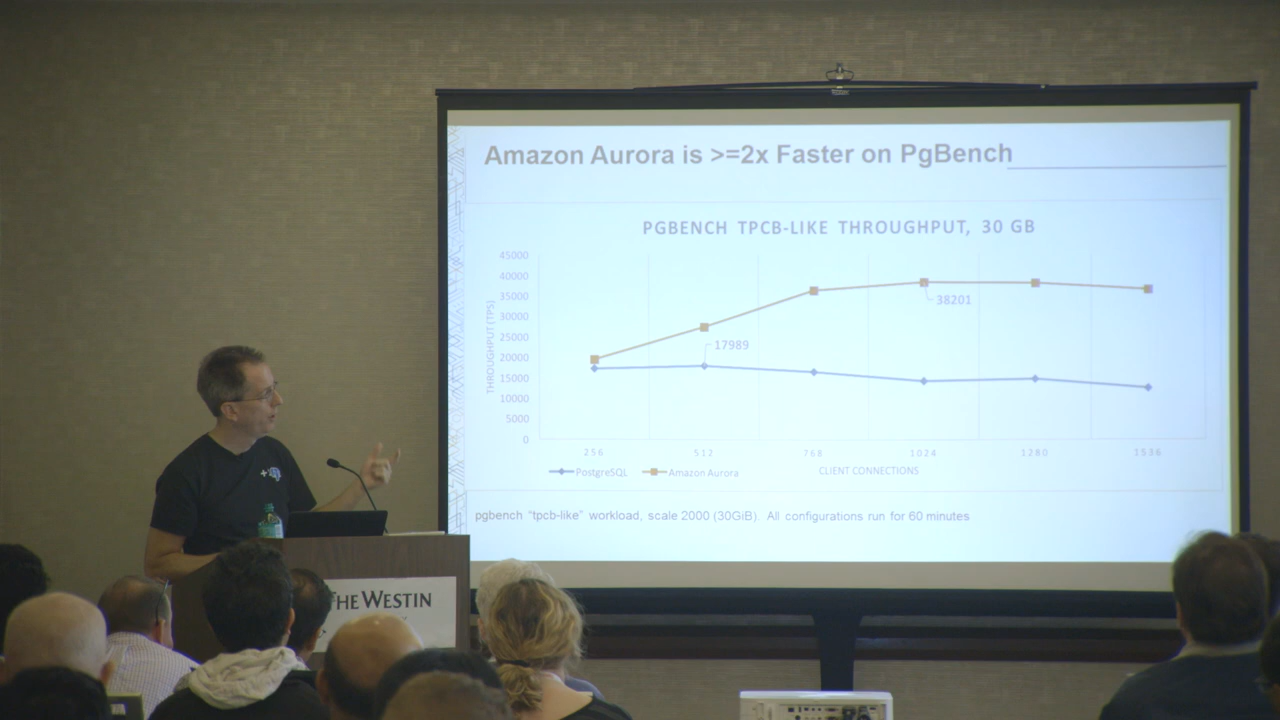 Amazon Aurora is >=2x Faster on PgBench
PGBENCH TPCB-LIKE THROUGHPUT, 30 GB
THROUGHPUT (TPS)
45000
40000
35000
30000
25000
20000
15000
10000
5000
0
38201
17989
256 512 768 1024 1280 1536
PostgreSQL Amazon Aurora CLIENT CONNECTIONS
pgbench "tpcb-like" workload, scale 2000 (30GiB). All configurations run for 60 minutes
THE WESTIN